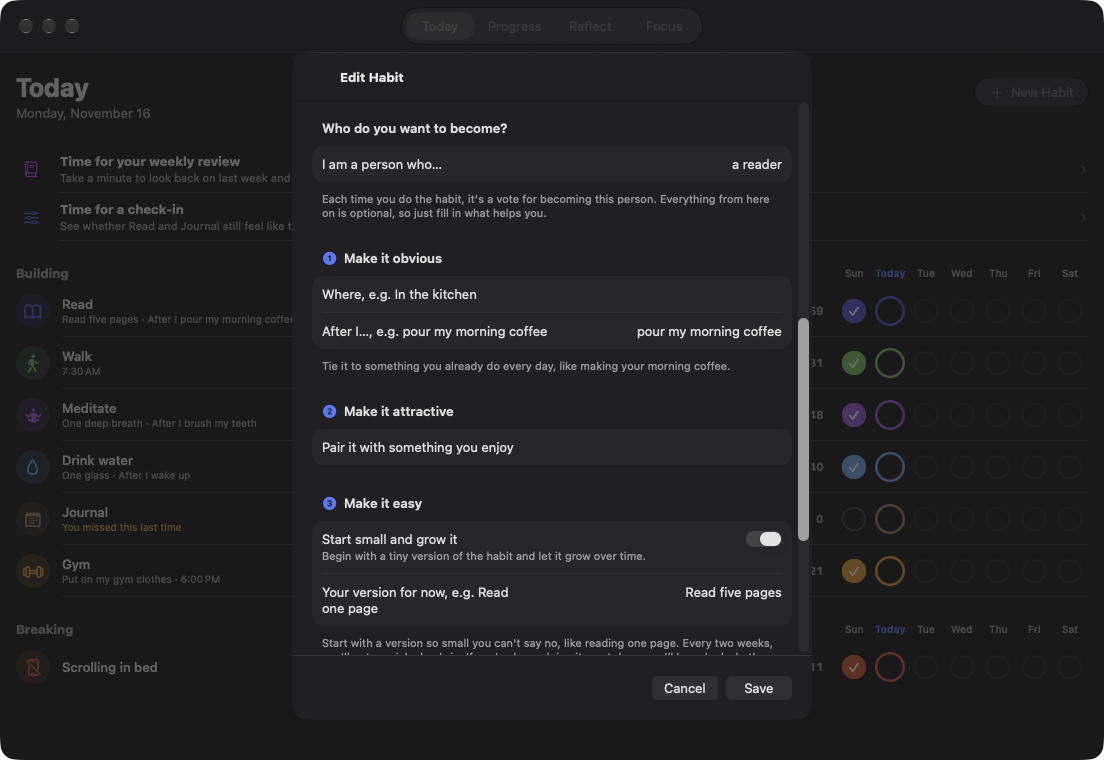 Today
Progress
Reflect
Focus
Today
Monday, November 16
+ New Habit
Time for your weekly review
Take a minute to look back on last week and
Time for a check-in
See whether Read and Journal still feel like t
Building
Sun Today Tue Wed Thu Fri Sat
Read
Read five pages · After I pour my morning coffee
59
Walk
7:30 AM
31
Meditate
One deep breath · After I brush my teeth
48
Drink water
One glass · After I wake up
40
Journal
You missed this last time
0
Gym
Put on my gym clothes · 6:00 PM
21
Breaking
Sun Today Tue Wed Thu Fri Sat
Scrolling in bed
11
Edit Habit
Who do you want to become?
I am a person who... a reader
Each time you do the habit, it's a vote for becoming this person. Everything from here
on is optional, so just fill in what helps you.
1 Make it obvious
Where, e.g. In the kitchen
After I..., e.g. pour my morning coffee pour my morning coffee
Tie it to something you already do every day, like making your morning coffee.
2 Make it attractive
Pair it with something you enjoy
3 Make it easy
Start small and grow it
Begin with a tiny version of the habit and let it grow over time.
Your version for now, e.g. Read
one page
Read five pages
Start with a version so small you can't say no, like reading one page. Every two weeks,
Cancel
Save